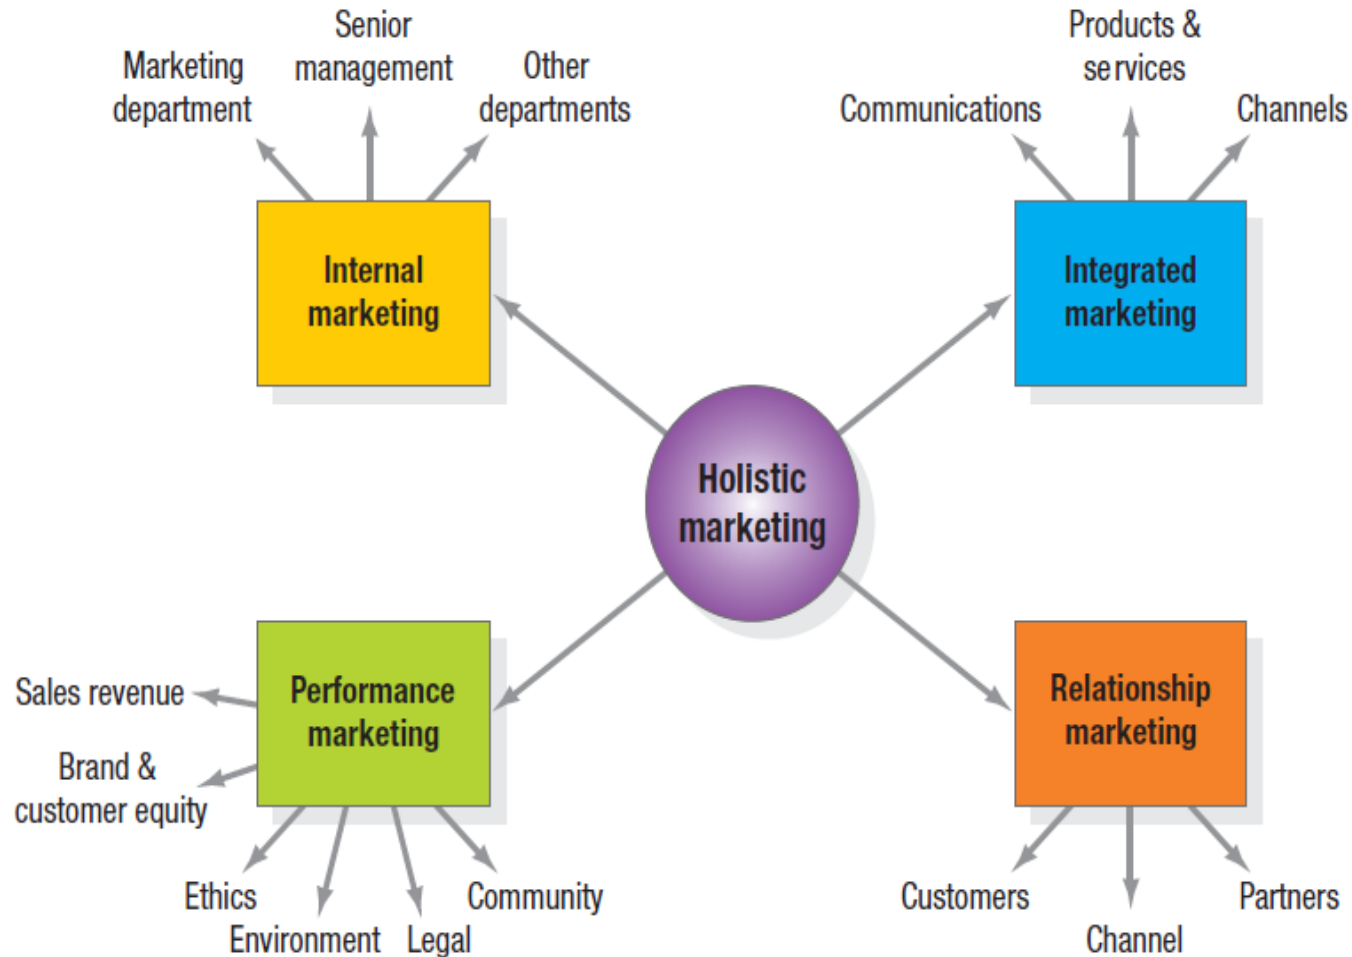 Senior
management
Marketing
department
Other
departments
Products &
services
Communications
Channels
Internal
marketing
Integrated
marketing
Holistic
marketing
Performance
marketing
Relationship
marketing
Sales revenue
Brand &
customer equity
Ethics
Environment
Legal
Community
Customers
Channel
Partners